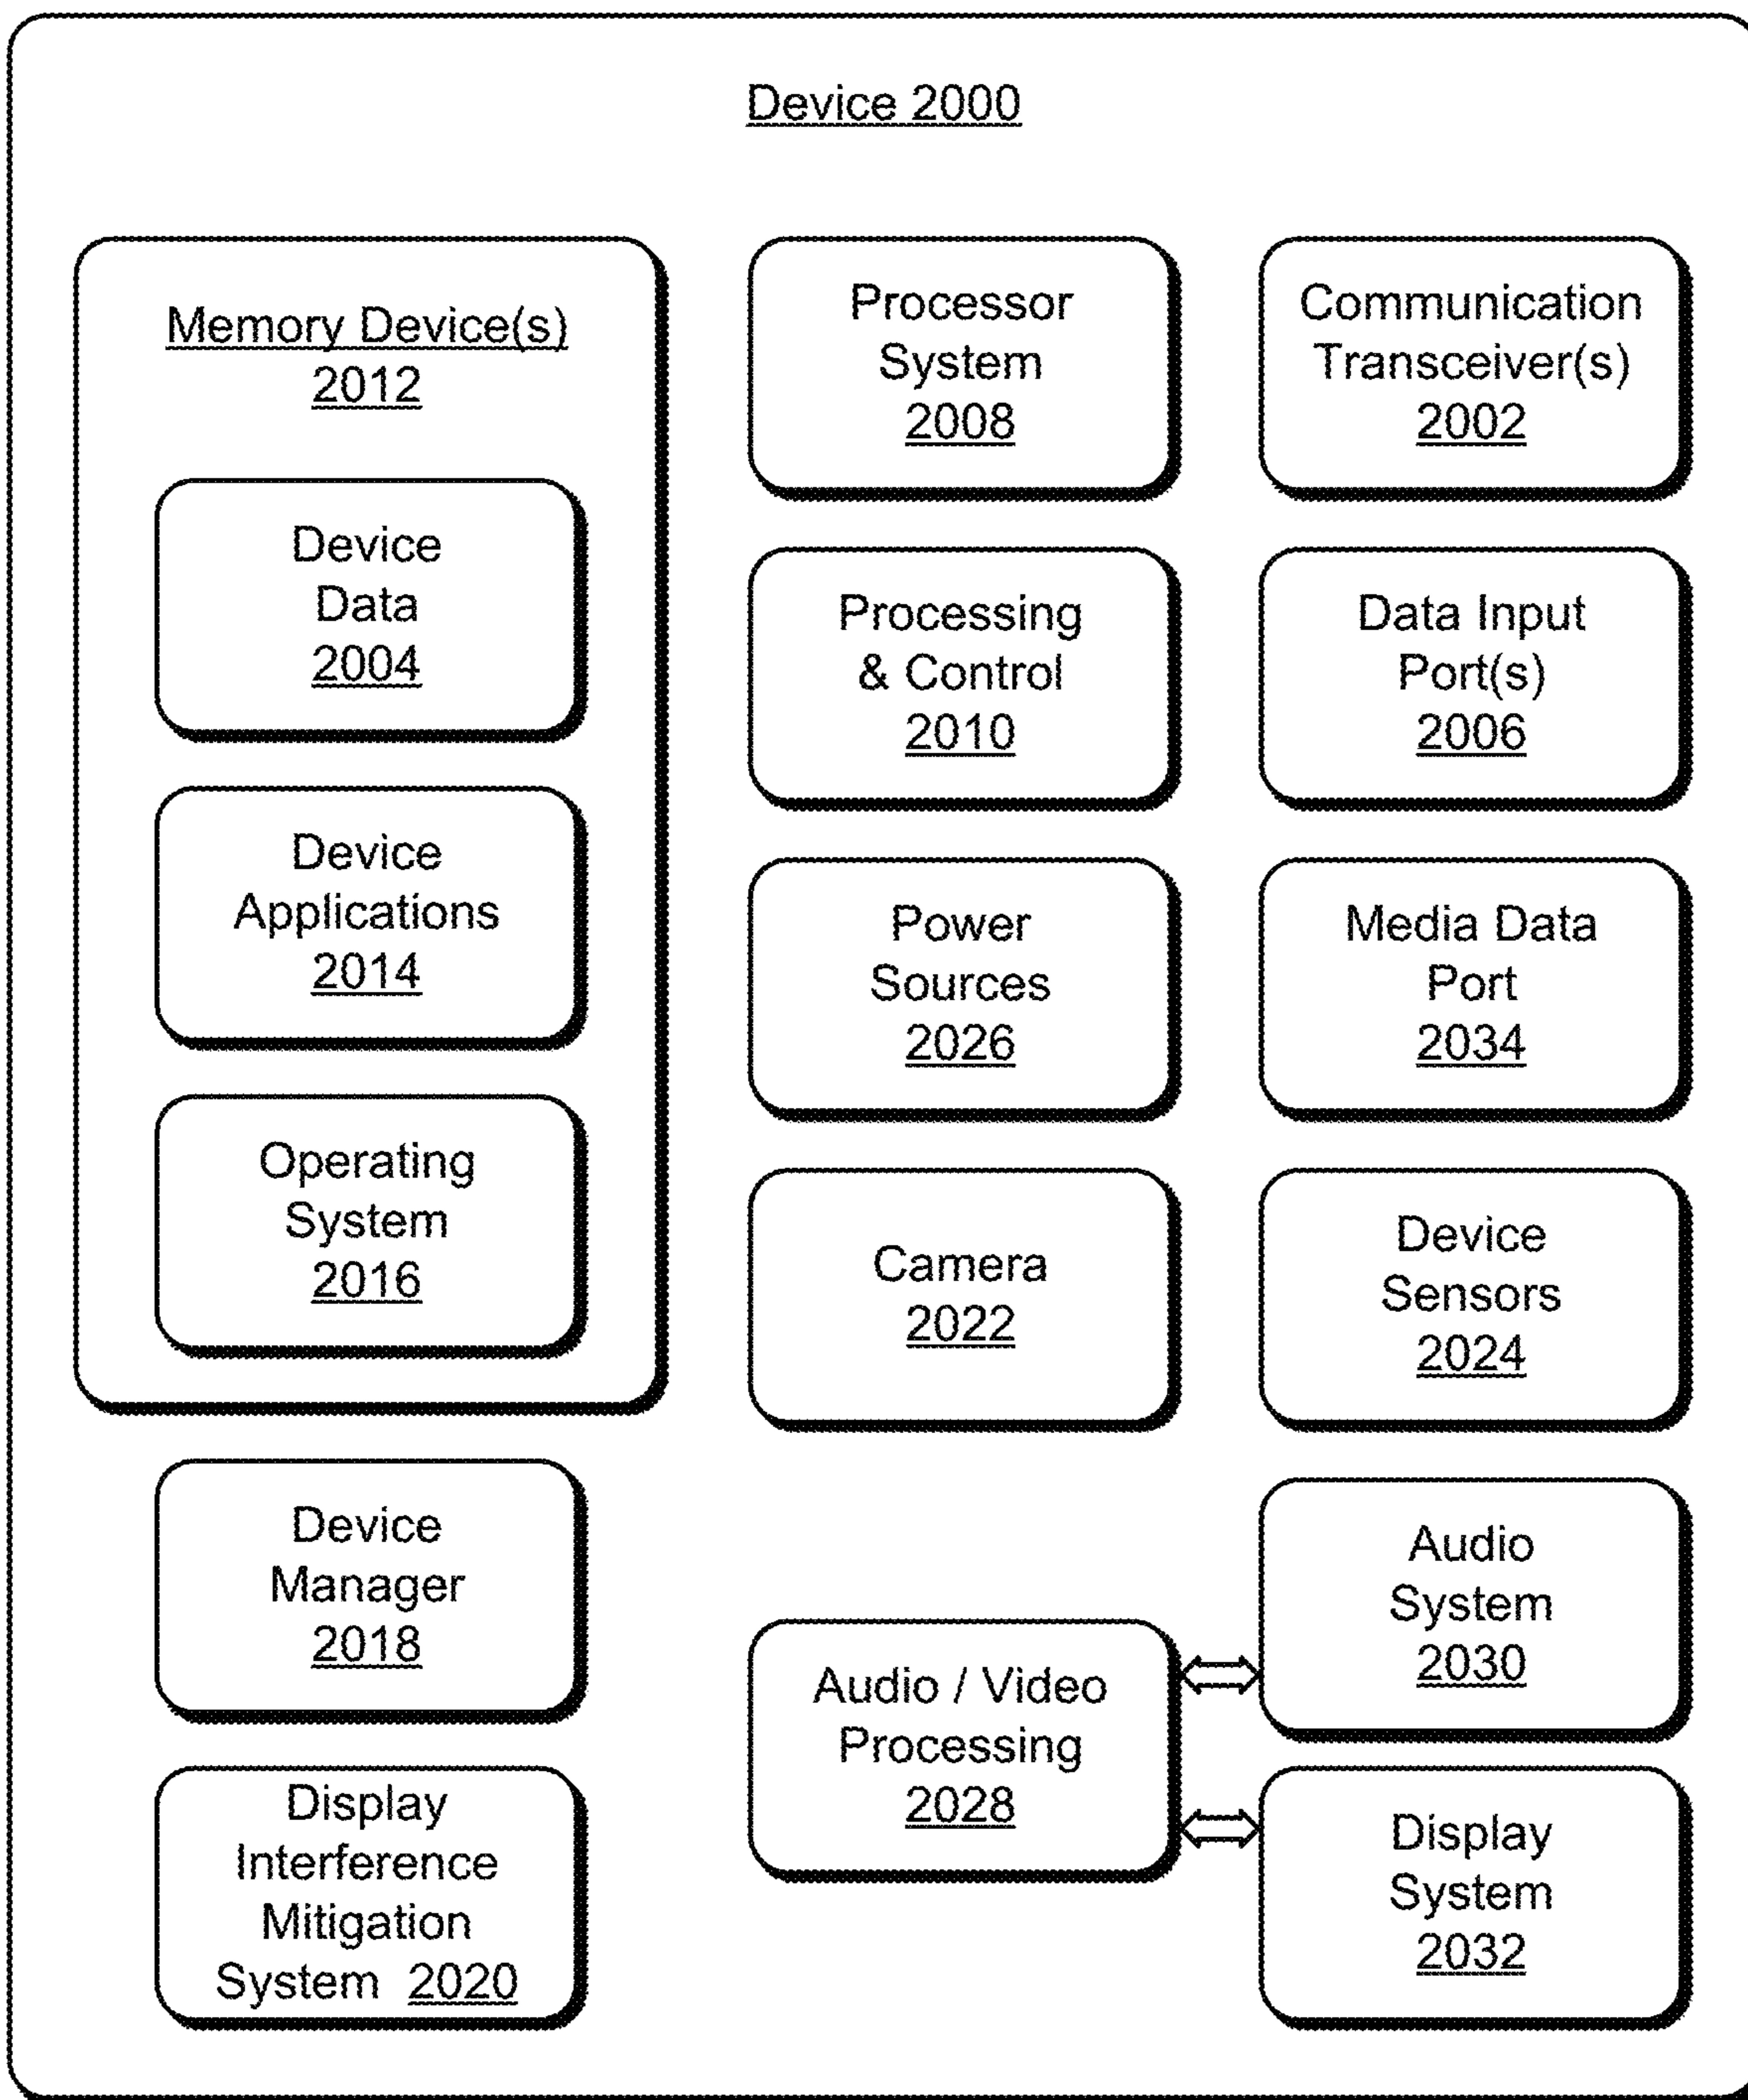 Device 2000
Memory Device(s)
2012
Device
Data
2004
Device
Applications
2014
Operating
System
2016
Device
Manager
2018
Display
Interference
Mitigation
System 2020
Processor
System
2008
Processing
& Control
2010
Power
Sources
2026
Camera
2022
Audio / Video
Processing
2028
Communication
Transceiver(s)
2002
Data Input
Port(s)
2006
Media Data
Port
2034
Device
Sensors
2024
Audio
System
2030
Display
System
2032